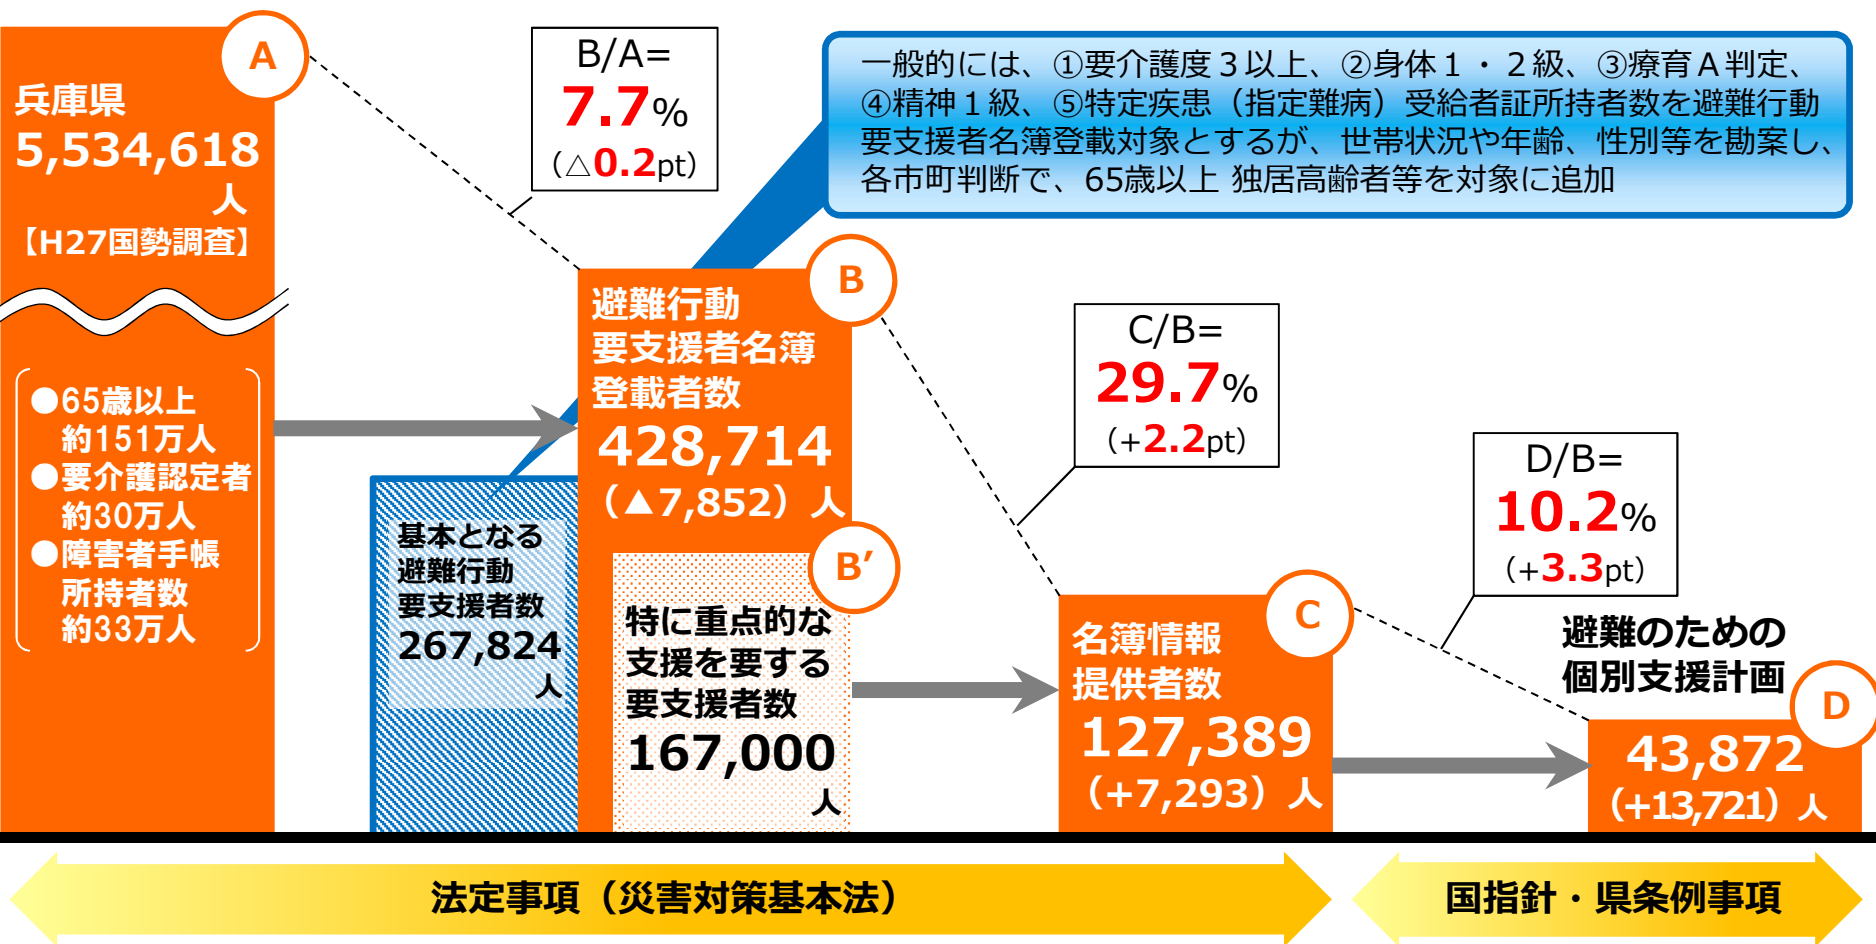 A
兵庫県
5,534,618
人
【H27国勢調査】
●65歳以上
約151万人
●要介護認定者
約30万人
●障害者手帳
所持者数
約33万人
B/A=
7.7%
（△0.2pt）
一般的には、①要介護度３以上、②身体１・２級、③療育Ａ判定、
④精神１級、⑤特定疾患（指定難病）受給者証所持者数を避難行動
要支援者名簿登載対象とするが、世帯状況や年齢、性別等を勘案し、
各市町判断で、65歳以上 独居高齢者等を対象に追加
B
避難行動
要支援者名簿
登載者数
428,714
（▲7,852）人
基本となる
避難行動
要支援者数
267,824
人
B′
特に重点的な
支援を要する
要支援者数
167,000
人
C/B=
29.7%
（+2.2pt）
C
名簿情報
提供者数
127,389
（+7,293）人
D/B=
10.2%
（+3.3pt）
避難のための
個別支援計画
D
43,872
（+13,721）人
法定事項（災害対策基本法）
国指針・県条例事項